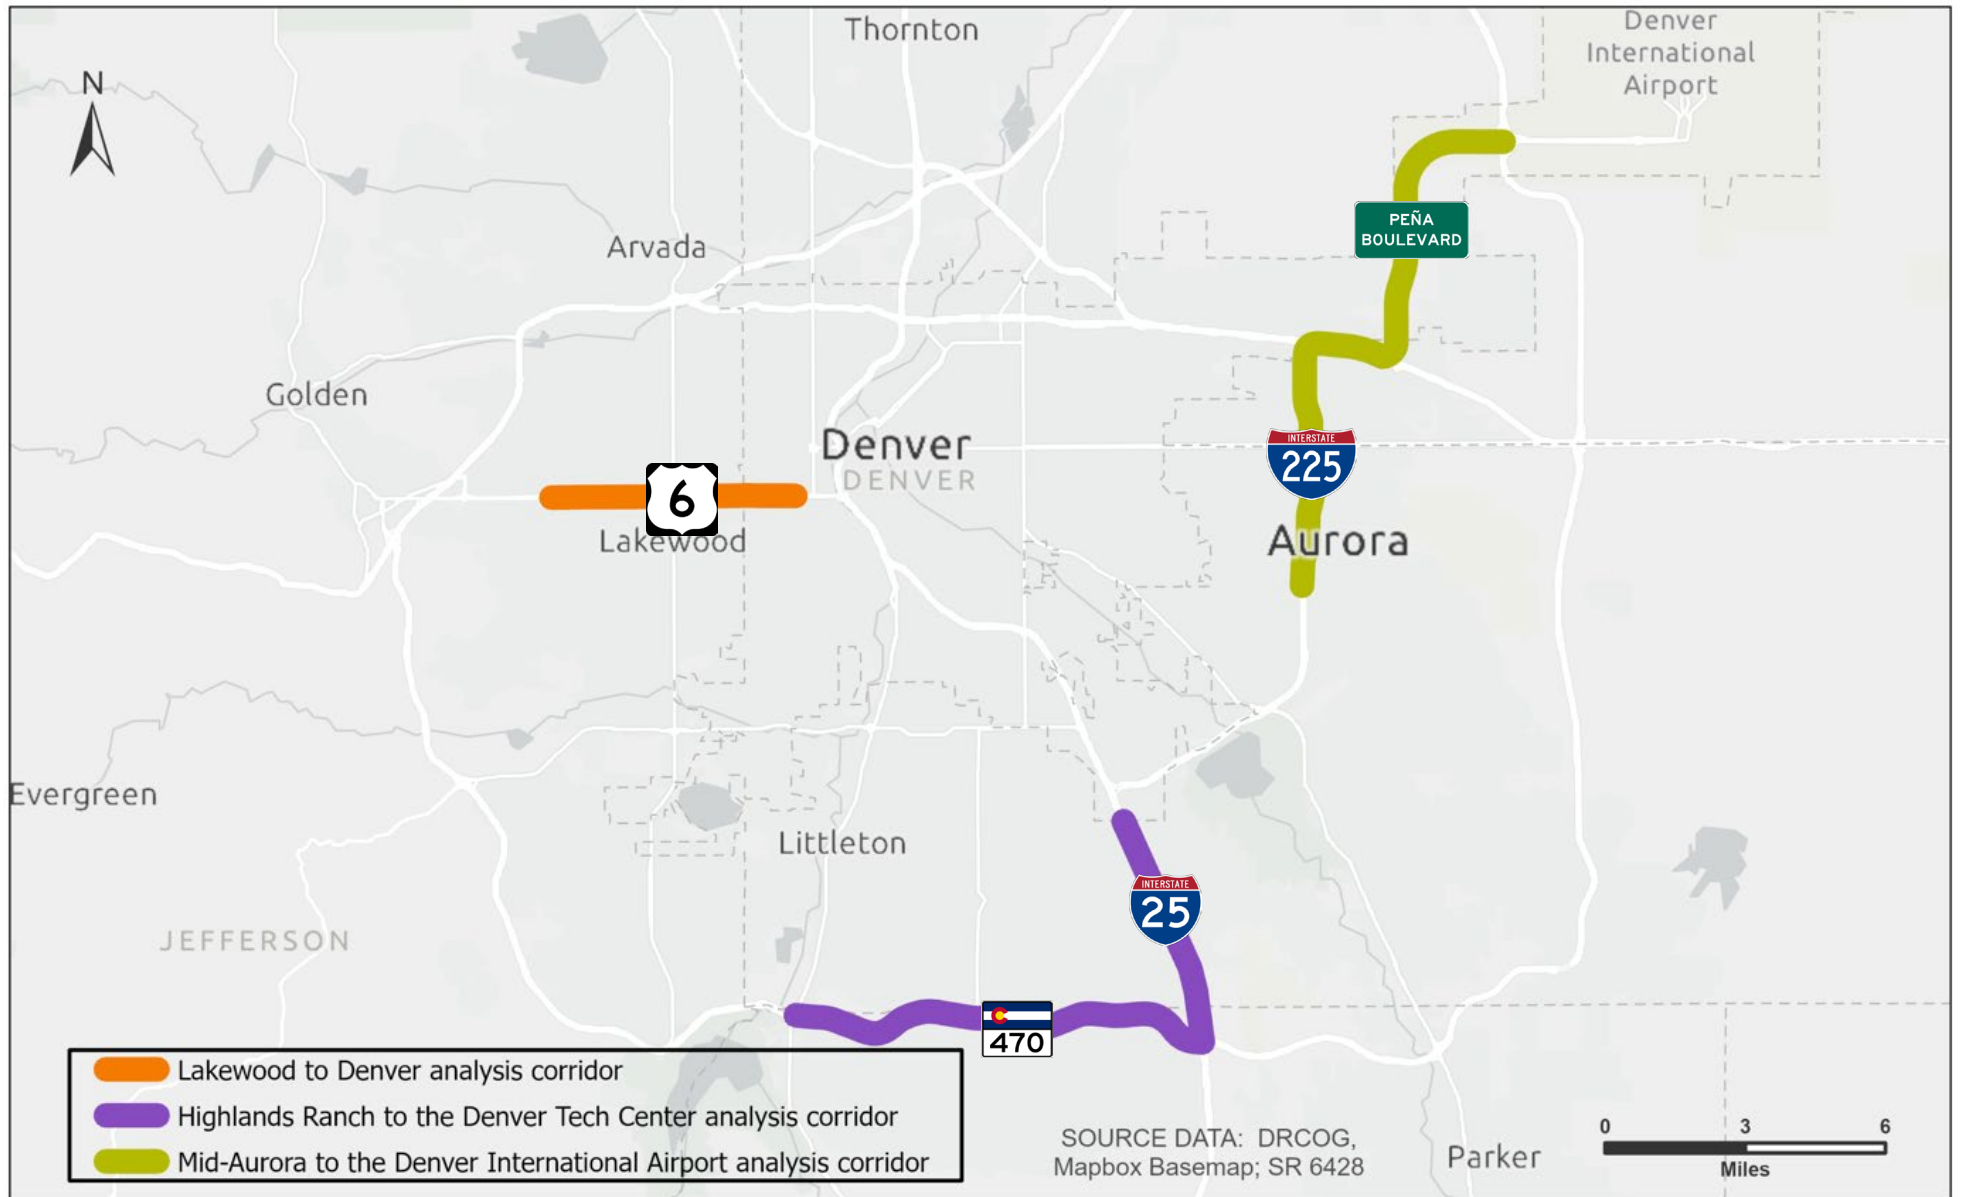 Thornton
Denver
International
Airport
N
PEÑA
BOULEVARD
Arvada
Golden
Denver
DENVER
INTERSTATE
225
6
Lakewood
Aurora
Evergreen
Littleton
INTERSTATE
25
JEFFERSON
470
Lakewood to Denver analysis corridor
Highlands Ranch to the Denver Tech Center analysis corridor
Mid-Aurora to the Denver International Airport analysis corridor
SOURCE DATA: DRCOG,
Mapbox Basemap; SR 6428
Parker
0 3 6
Miles